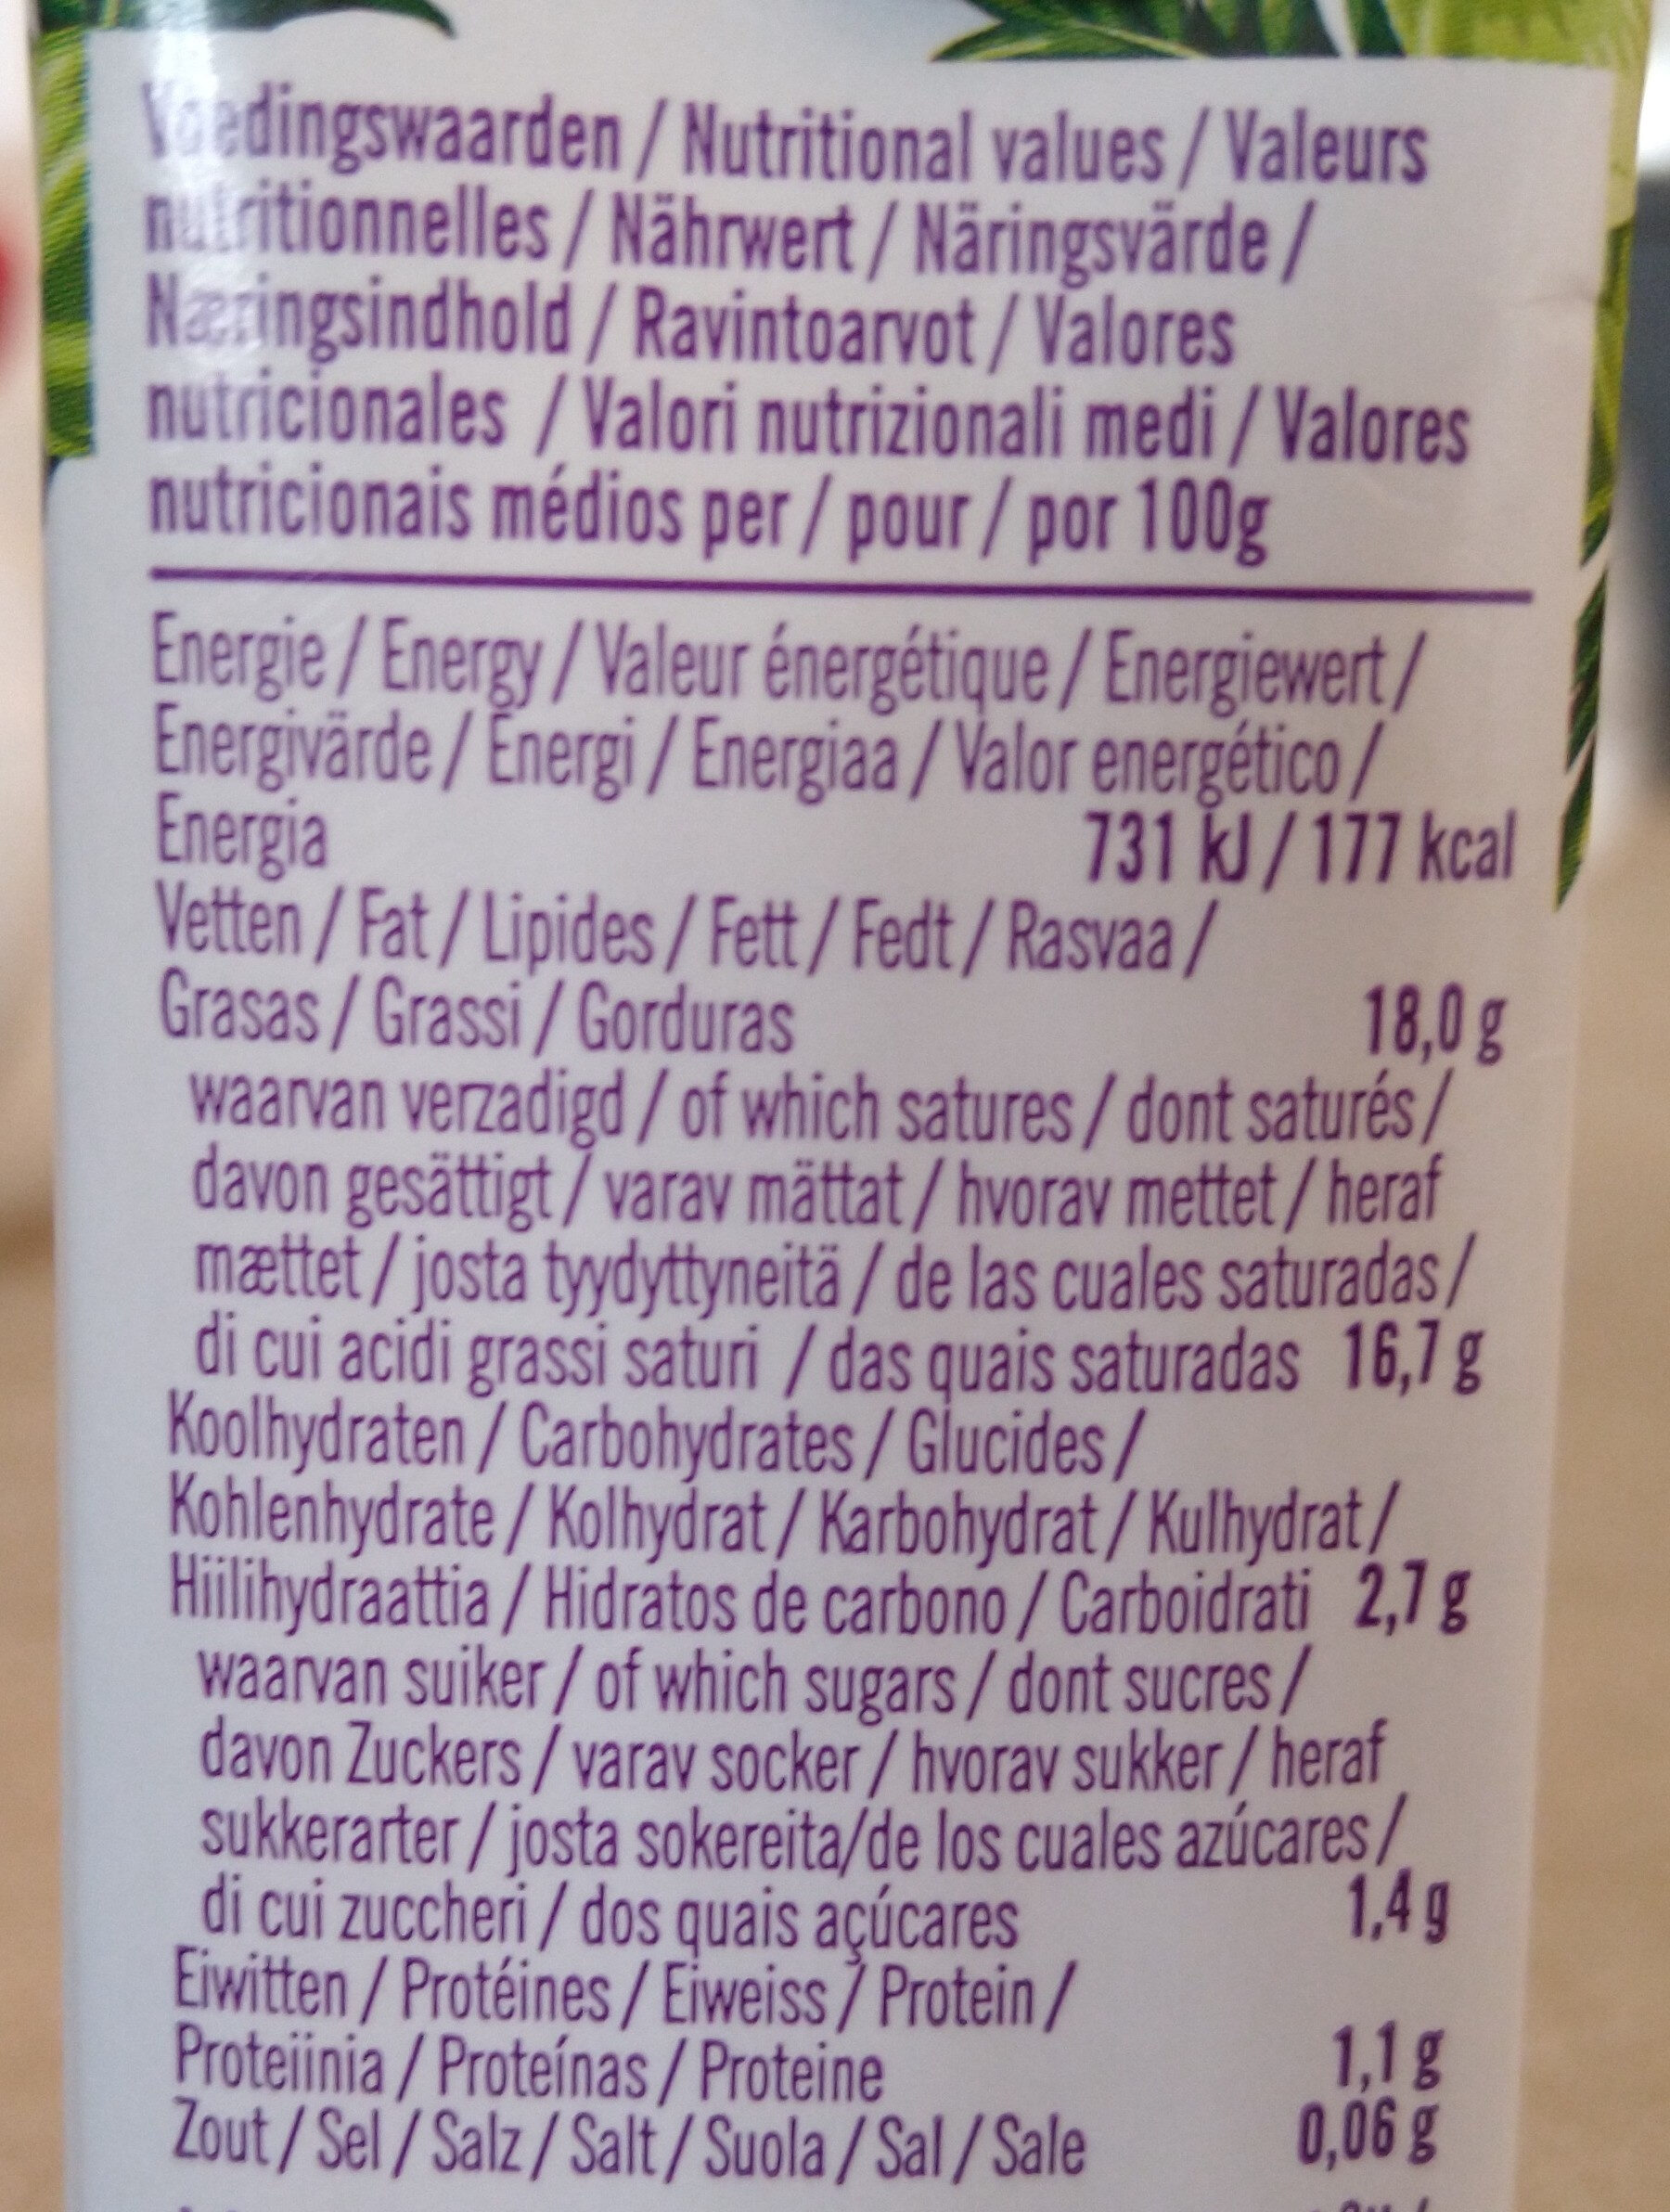 Voedingswaarden / Nutritional values / Valeurs
nutritionnelles / Nährwert / Näringsvärde /
Næringsindhold / Ravintoarvot / Valores
nutricionales / Valori nutrizionali medi / Valores
nutricionais médios per / pour / por 100g
Energie / Energy / Valeur énergétique / Energiewert /
Energivärde / Energi / Energiaa / Valor energético /
Energia 731 kJ / 177 kcal
Vetten / Fat / Lipides / Fett / Fedt / Rasvaa /
Grasas / Grassi / Gorduras 18,0 g
waarvan verzadigd / of which satures / dont saturés /
davon gesättigt / varav mättat / hvorav mettet / heraf
mættet / josta tyydyttyneitä / de las cuales saturadas /
di cui acidi grassi saturi / das quais saturadas 16,7 g
Koolhydraten / Carbohydrates / Glucides /
Kohlenhydrate / Kolhydrat / Karbohydrat / Kulhydrat /
Hiilihydraattia / Hidratos de carbono / Carboidrati 2,7 g
waarvan suiker / of which sugars / dont sucres /
davon Zuckers / varav socker / hvorav sukker / heraf
sukkerarter / josta sokereita/de los cuales azúcares /
di cui zuccheri / dos quais açúcares 1,4 g
Eiwitten / Protéines / Eiweiss / Protein /
Proteiinia / Proteínas / Proteine 1,1 g
Zout / Sel / Salz / Salt / Suola / Sal / Sale 0,06 g